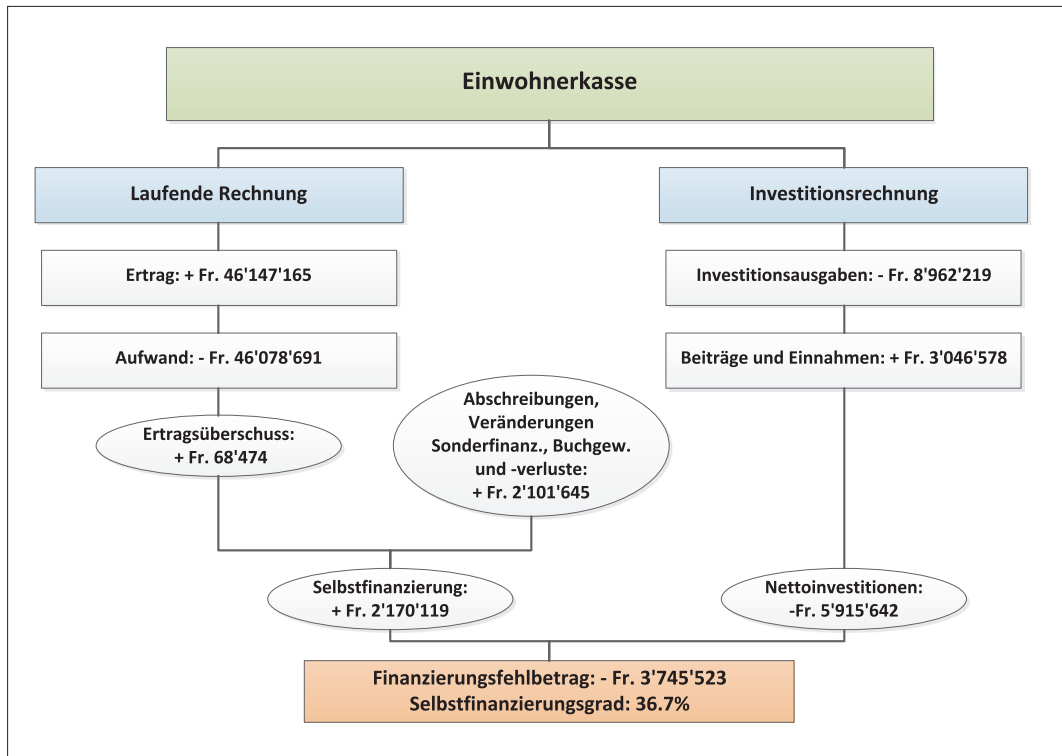 Einwohnerkasse
Laufende Rechnung
Investitionsrechnung
Ertrag: + Fr. 46'147'165
Investitionsausgaben: - Fr. 8'962'219
Aufwand: - Fr. 46'078'691
Beiträge und Einnahmen: + Fr. 3'046'578
Ertragsüberschuss:
+ Fr. 68'474
Abschreibungen,
Veränderungen
Sonderfinanz., Buchgew.
und -verluste:
+ Fr. 2'101'645
Selbstfinanzierung:
+ Fr. 2'170'119
Nettoinvestitionen:
-Fr. 5'915'642
Finanzierungsfehlbetrag: - Fr. 3'745'523
Selbstfinanzierungsgrad: 36.7%